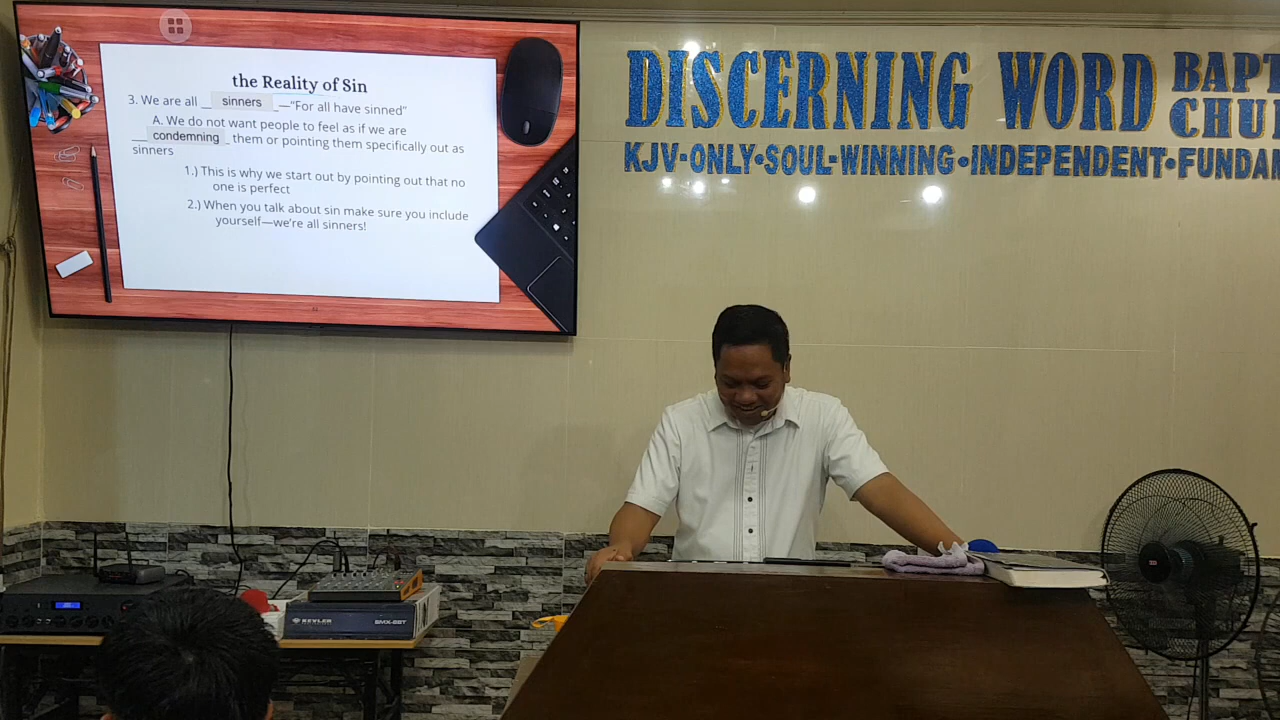 the Reality of Sin
3. We are all __ sinners _—"For all have sinned"
A. We do not want people to feel as if we are
__ condemning _ them or pointing them specifically out as
sinners
1.) This is why we start out by pointing out that no
one is perfect
2.) When you talk about sin make sure you include
yourself—we're all sinners!
DISCERNING WORD BAPT
CHU
KJV-ONLY•SOUL-WINNING•INDEPENDENT•FUNDAM
KEVLER